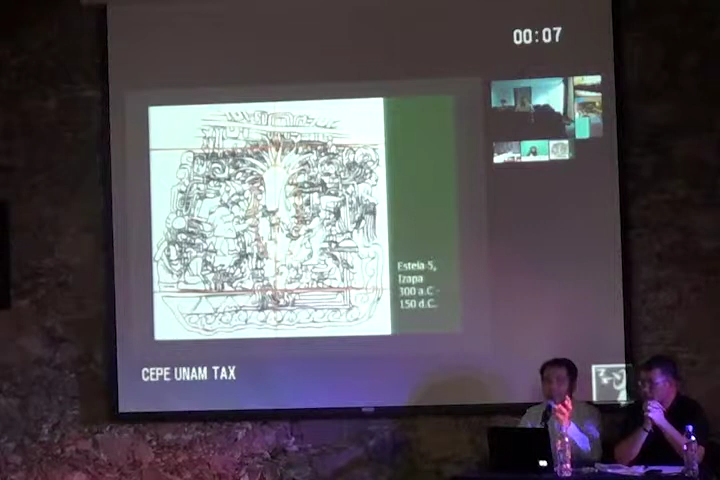 00:07
Estela 5,
Izapa
300 a.C -
150 d.C.
CEPE UNAM TAX